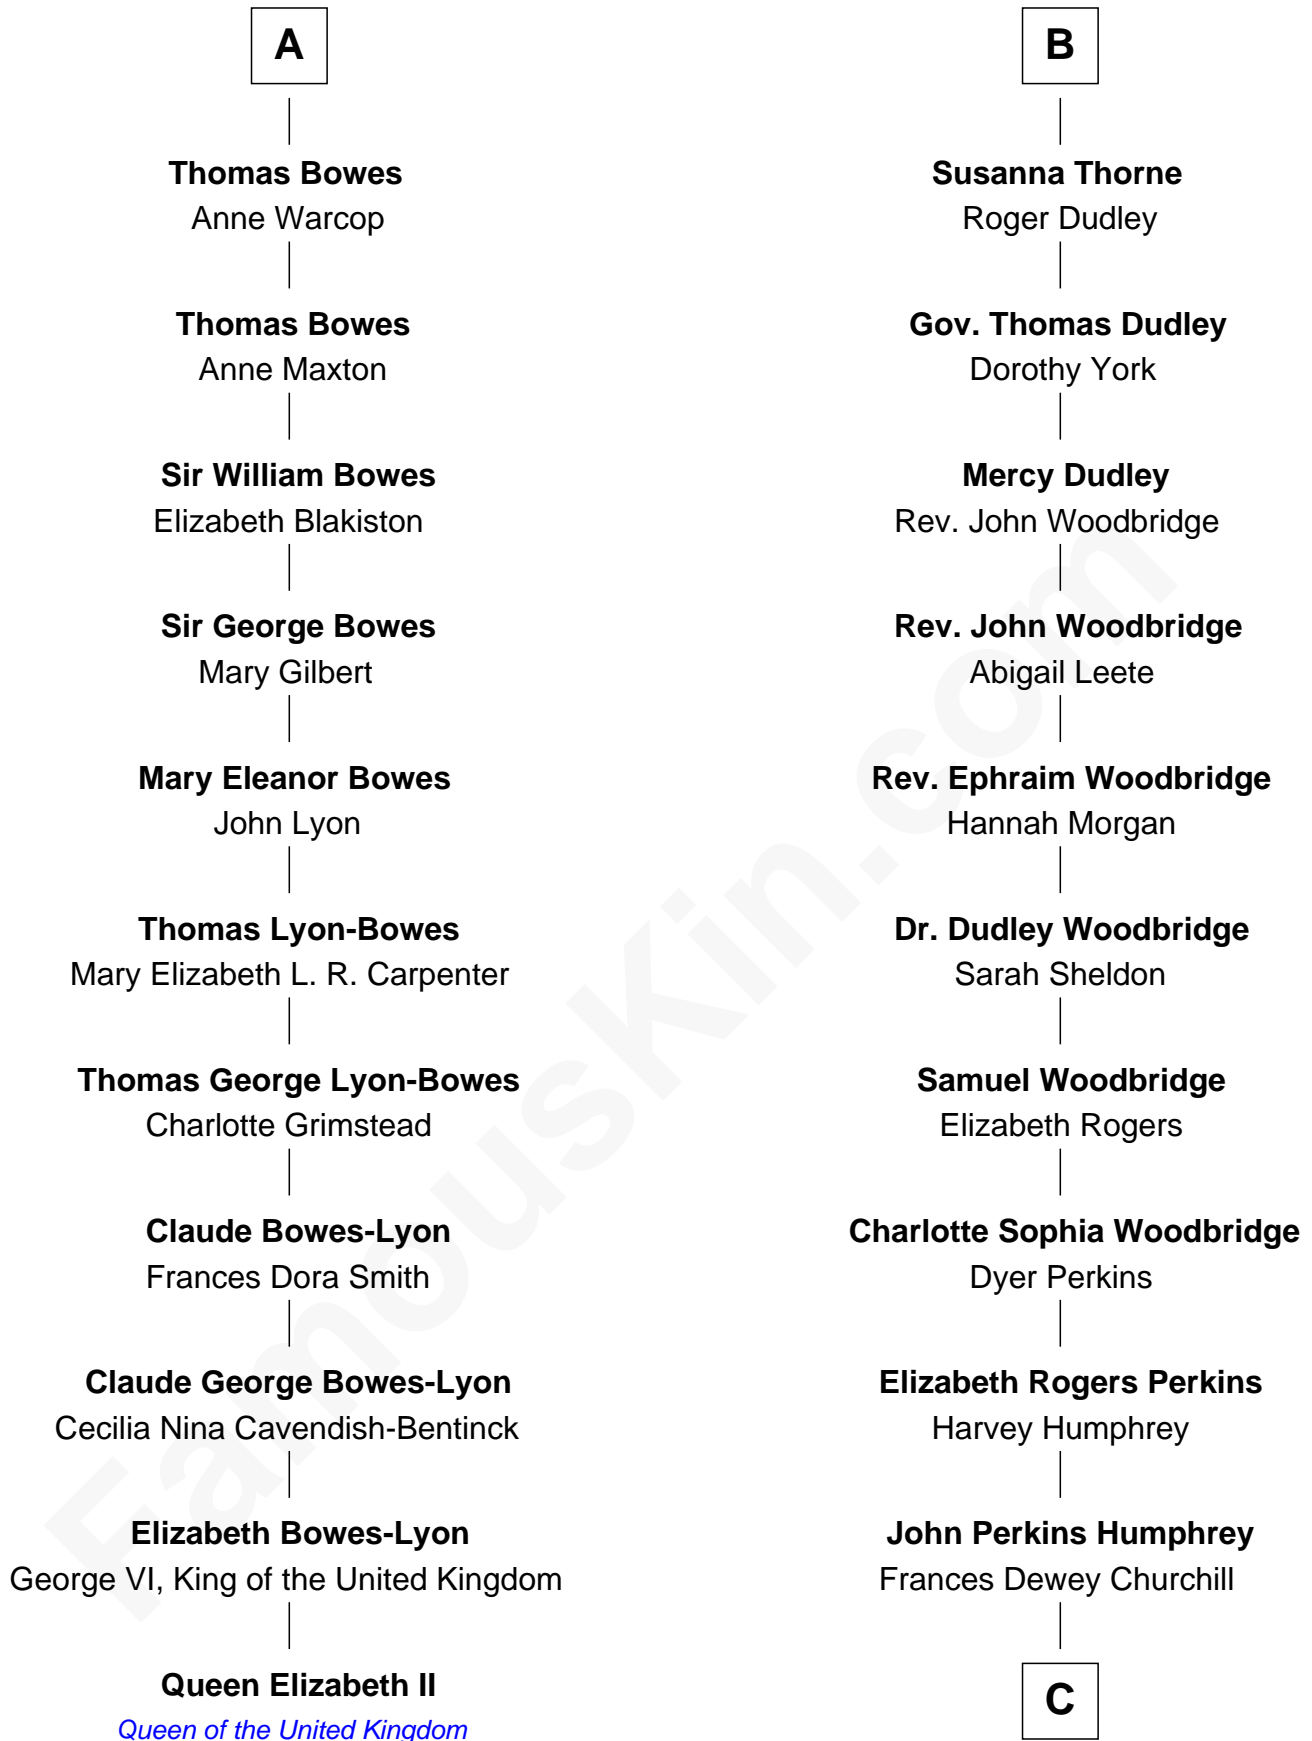 A
Thomas Bowes
Anne Warcop
Thomas Bowes
Anne Maxton
Sir William Bowes
Elizabeth Blakiston
Sir George Bowes
Mary Gilbert
Mary Eleanor Bowes
John Lyon
Thomas Lyon-Bowes
Mary Elizabeth L. R. Carpenter
Thomas George Lyon-Bowes
Charlotte Grimstead
Claude Bowes-Lyon
Frances Dora Smith
Claude George Bowes-Lyon
Cecilia Nina Cavendish-Bentinck
Elizabeth Bowes-Lyon
George VI, King of the United Kingdom
Queen Elizabeth II
Queen of the United Kingdom
B
Susanna Thorne
Roger Dudley
Gov. Thomas Dudley
Dorothy York
Mercy Dudley
Rev. John Woodbridge
Rev. John Woodbridge
Abigail Leete
Rev. Ephraim Woodbridge
Hannah Morgan
Dr. Dudley Woodbridge
Sarah Sheldon
Samuel Woodbridge
Elizabeth Rogers
Charlotte Sophia Woodbridge
Dyer Perkins
Elizabeth Rogers Perkins
Harvey Humphrey
John Perkins Humphrey
Frances Dewey Churchill
C
FamousKin.com